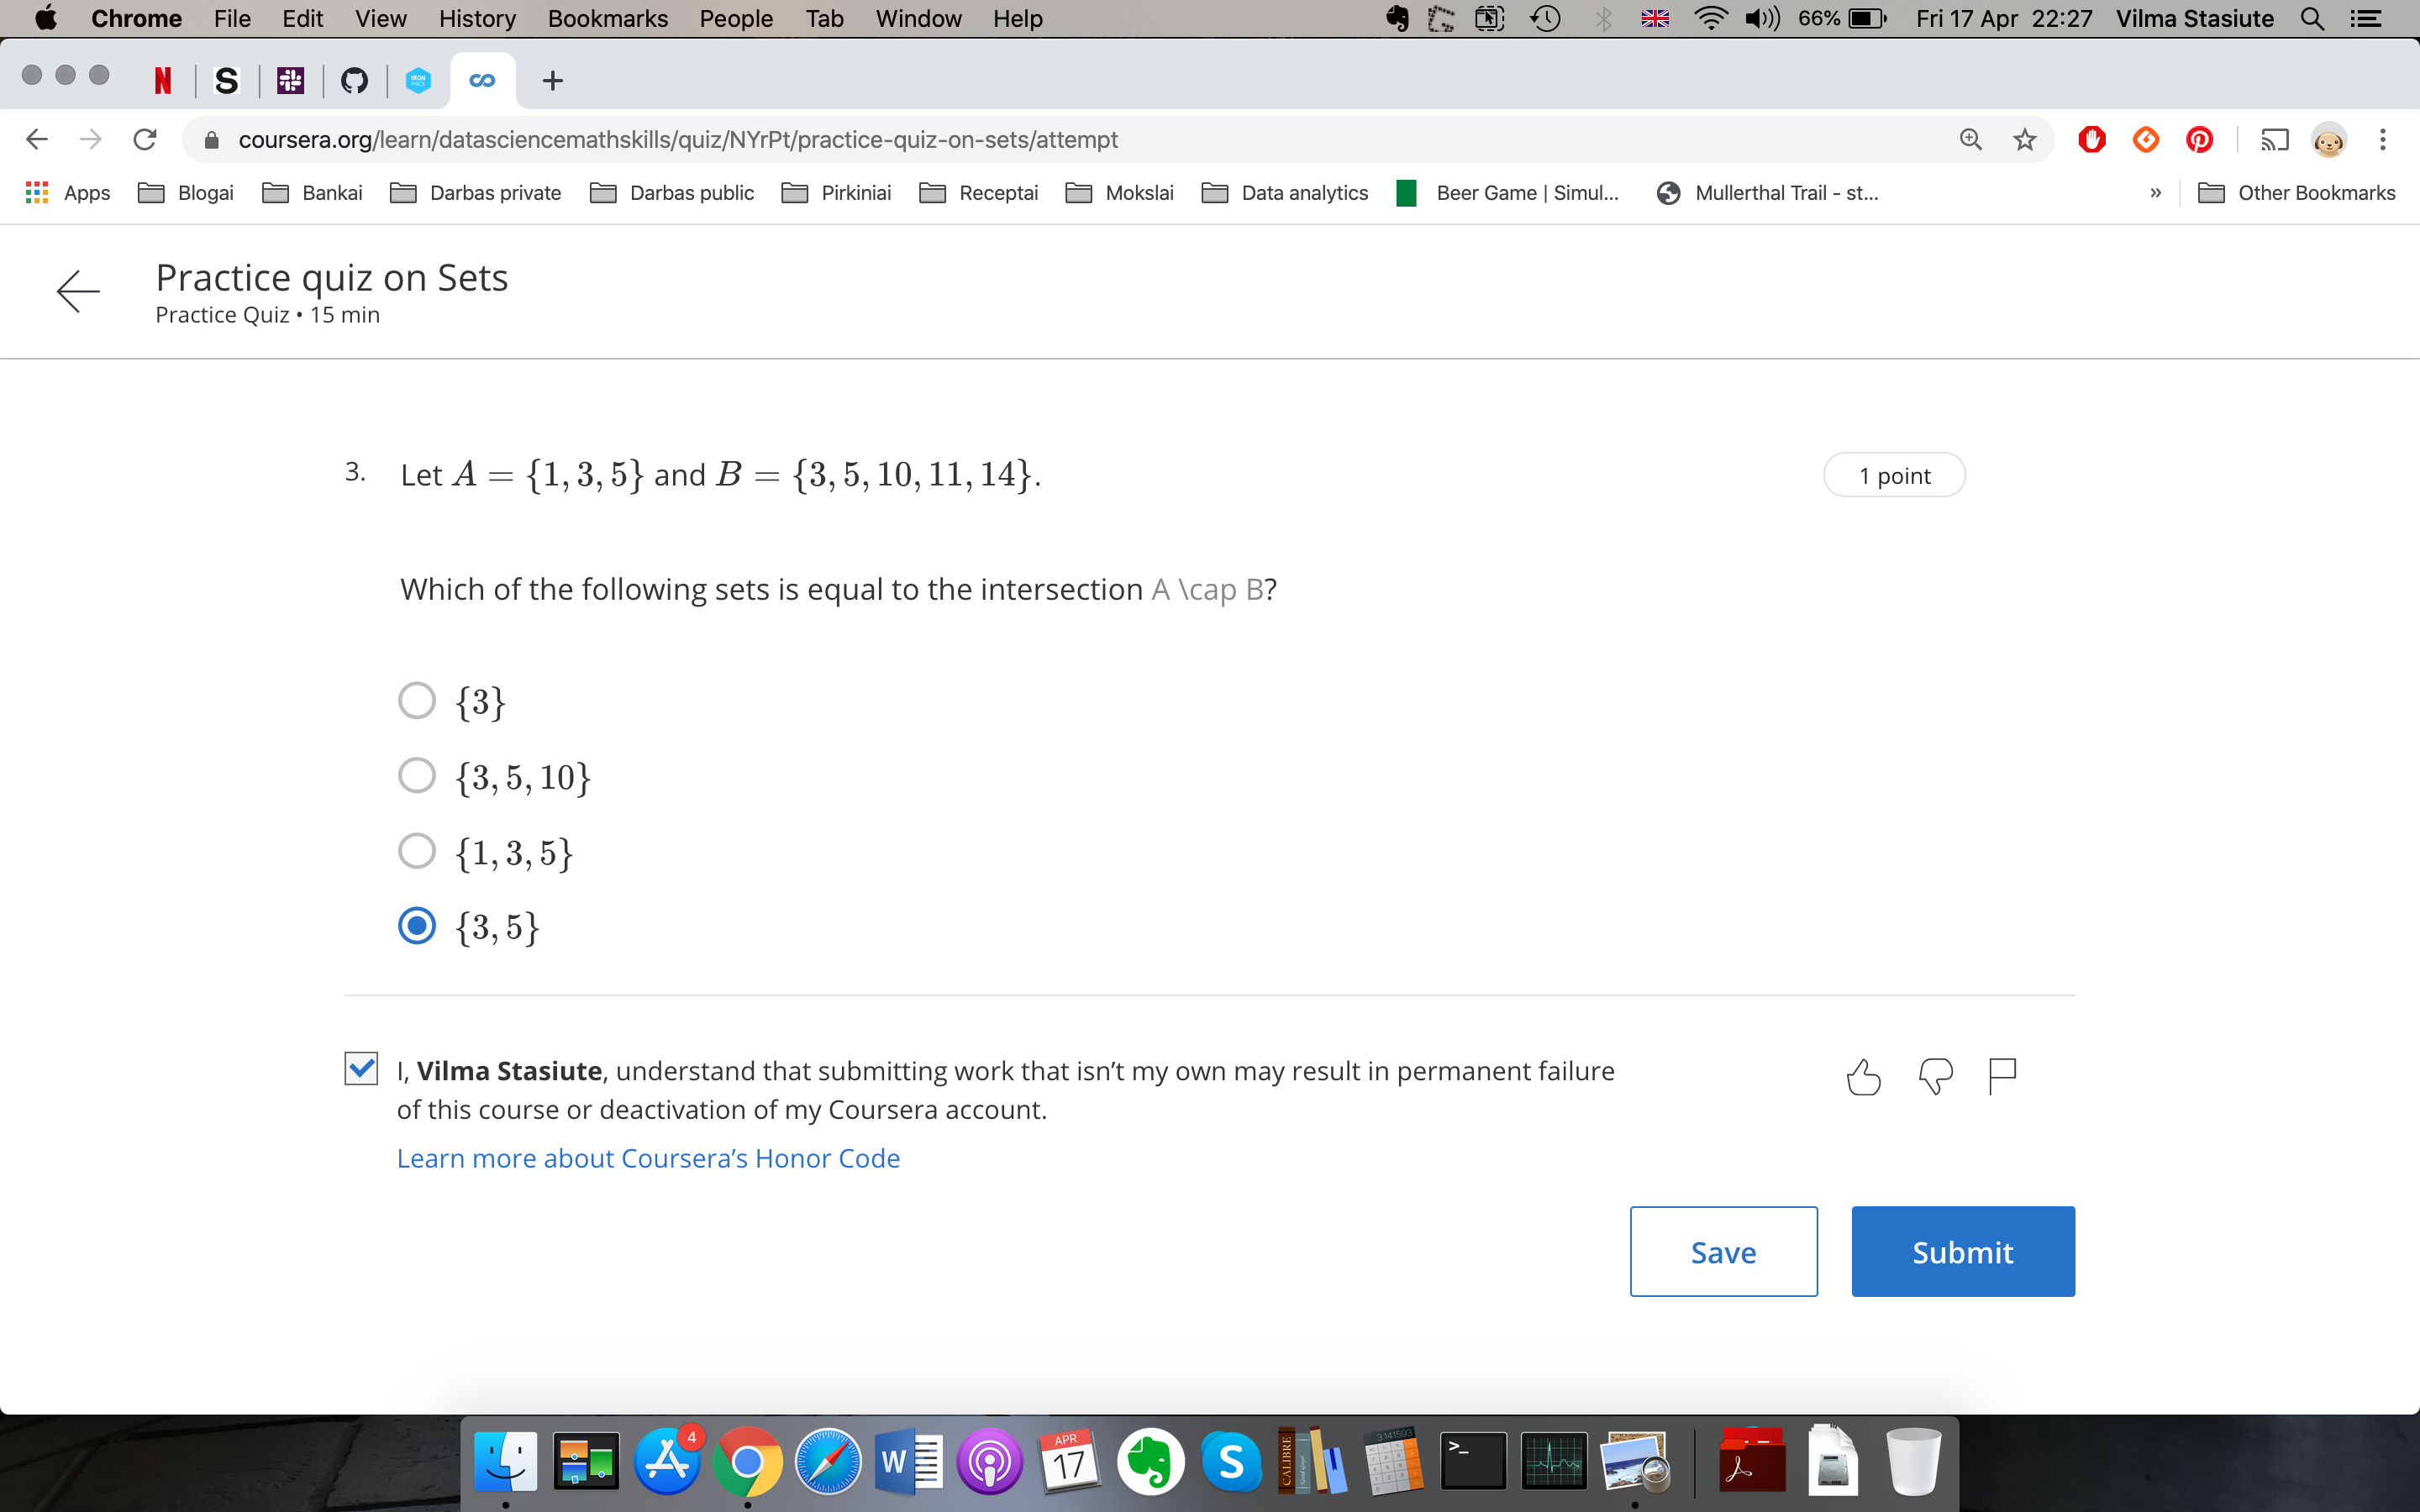 Chrome File Edit View History Bookmarks People Tab Window Help 66% Fri 17 Apr 22:27 Vilma Stasiute
coursera.org/learn/datasciencemathskills/quiz/NYrPt/practice-quiz-on-sets/attempt
Apps Blogai Bankai Darbas private Darbas public Pirkiniai Receptai Mokslai Data analytics Beer Game | Simul... Mullerthal Trail - st... » Other Bookmarks
Practice quiz on Sets
Practice Quiz • 15 min
3. Let A = {1, 3, 5} and B = {3, 5, 10, 11, 14}.
1 point
Which of the following sets is equal to the intersection A \cap B?
{3}
{3, 5, 10}
{1, 3, 5}
{3, 5}
I, Vilma Stasiute, understand that submitting work that isn’t my own may result in permanent failure
of this course or deactivation of my Coursera account.
Learn more about Coursera’s Honor Code
Save Submit
4
APR
17
CALIBRE
3.141593
>_